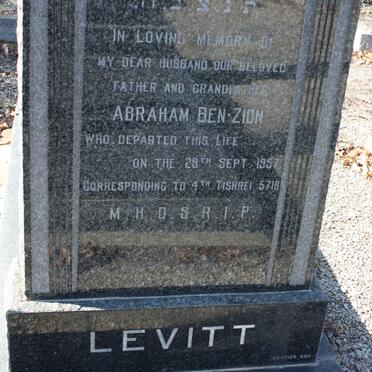 IN LOVING MEMORY OF
MY DEAR HUSBAND OUR BELOVED
FATHER AND GRANDFATHER
ABRAHAM BEN-ZION
WHO DEPARTED THIS LIFE
ON THE 29TH SEPT. 1957
CORRESPONDING TO 4TH TISHREI 5718
M.H.D.S.R.I.P.
LEVITT